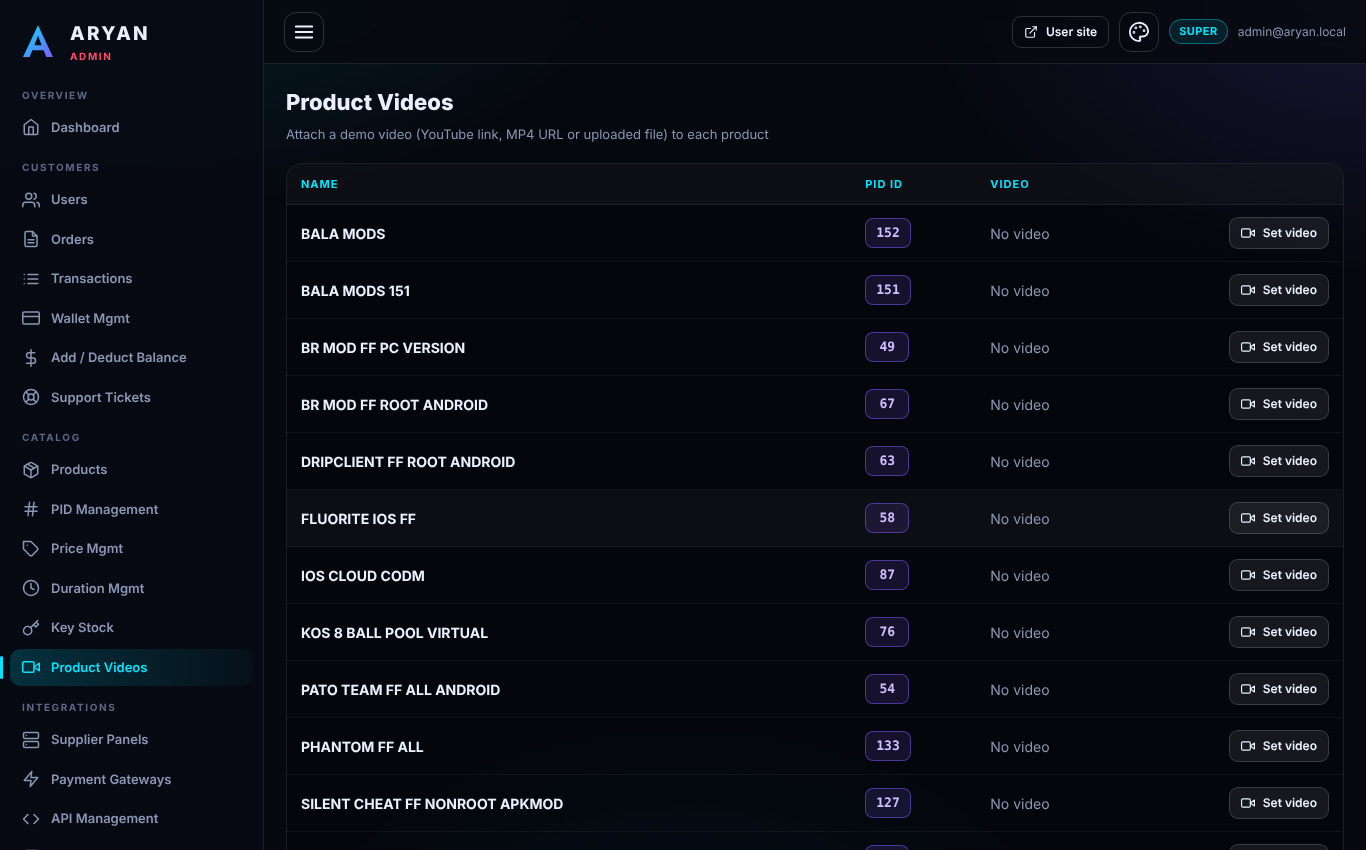 ARYAN
ADMIN
User site
SUPER
admin@aryan.local
OVERVIEW
Dashboard
CUSTOMERS
Users
Orders
Transactions
Wallet Mgmt
Add / Deduct Balance
Support Tickets
CATALOG
Products
PID Management
Price Mgmt
Duration Mgmt
Key Stock
Product Videos
INTEGRATIONS
Supplier Panels
Payment Gateways
API Management
Product Videos
Attach a demo video (YouTube link, MP4 URL or uploaded file) to each product
NAME PID ID VIDEO
BALA MODS 152 No video Set video
BALA MODS 151 151 No video Set video
BR MOD FF PC VERSION 49 No video Set video
BR MOD FF ROOT ANDROID 67 No video Set video
DRIPCLIENT FF ROOT ANDROID 63 No video Set video
FLUORITE IOS FF 58 No video Set video
IOS CLOUD CODM 87 No video Set video
KOS 8 BALL POOL VIRTUAL 76 No video Set video
PATO TEAM FF ALL ANDROID 54 No video Set video
PHANTOM FF ALL 133 No video Set video
SILENT CHEAT FF NONROOT APKMOD 127 No video Set video